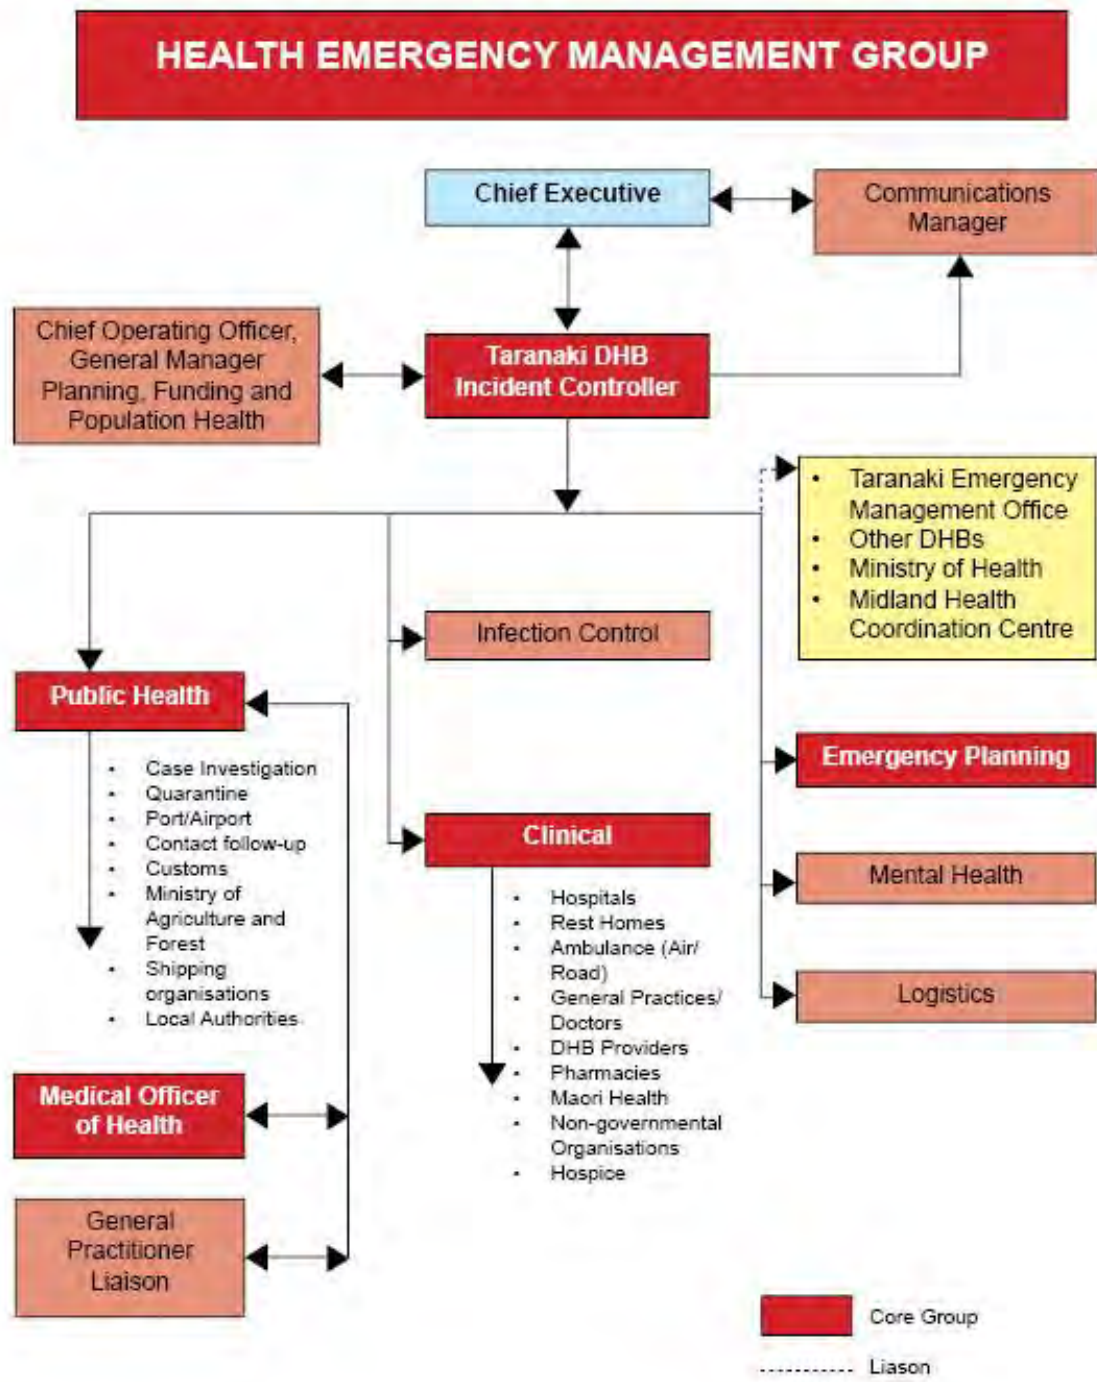 HEALTH EMERGENCY MANAGEMENT GROUP
Chief Executive
Communications
Manager
Chief Operating Officer,
General Manager
Planning, Funding and
Population Health
Taranaki DHB
Incident Controller
• Taranaki Emergency
Management Office
• Other DHBs
• Ministry of Health
• Midland Health
Coordination Centre
Infection Control
Public Health
• Case Investigation
• Quarantine
• Port/Airport
• Contact follow-up
• Customs
• Ministry of
Agriculture and
Forest
• Shipping
organisations
• Local Authorities
Emergency Planning
Clinical
• Hospitals
• Rest Homes
• Ambulance (Air/
Road)
• General Practices/
Doctors
• DHB Providers
• Pharmacies
• Maori Health
• Non-governmental
Organisations
• Hospice
Mental Health
Logistics
Medical Officer
of Health
General
Practitioner
Liaison
Core Group
Liason